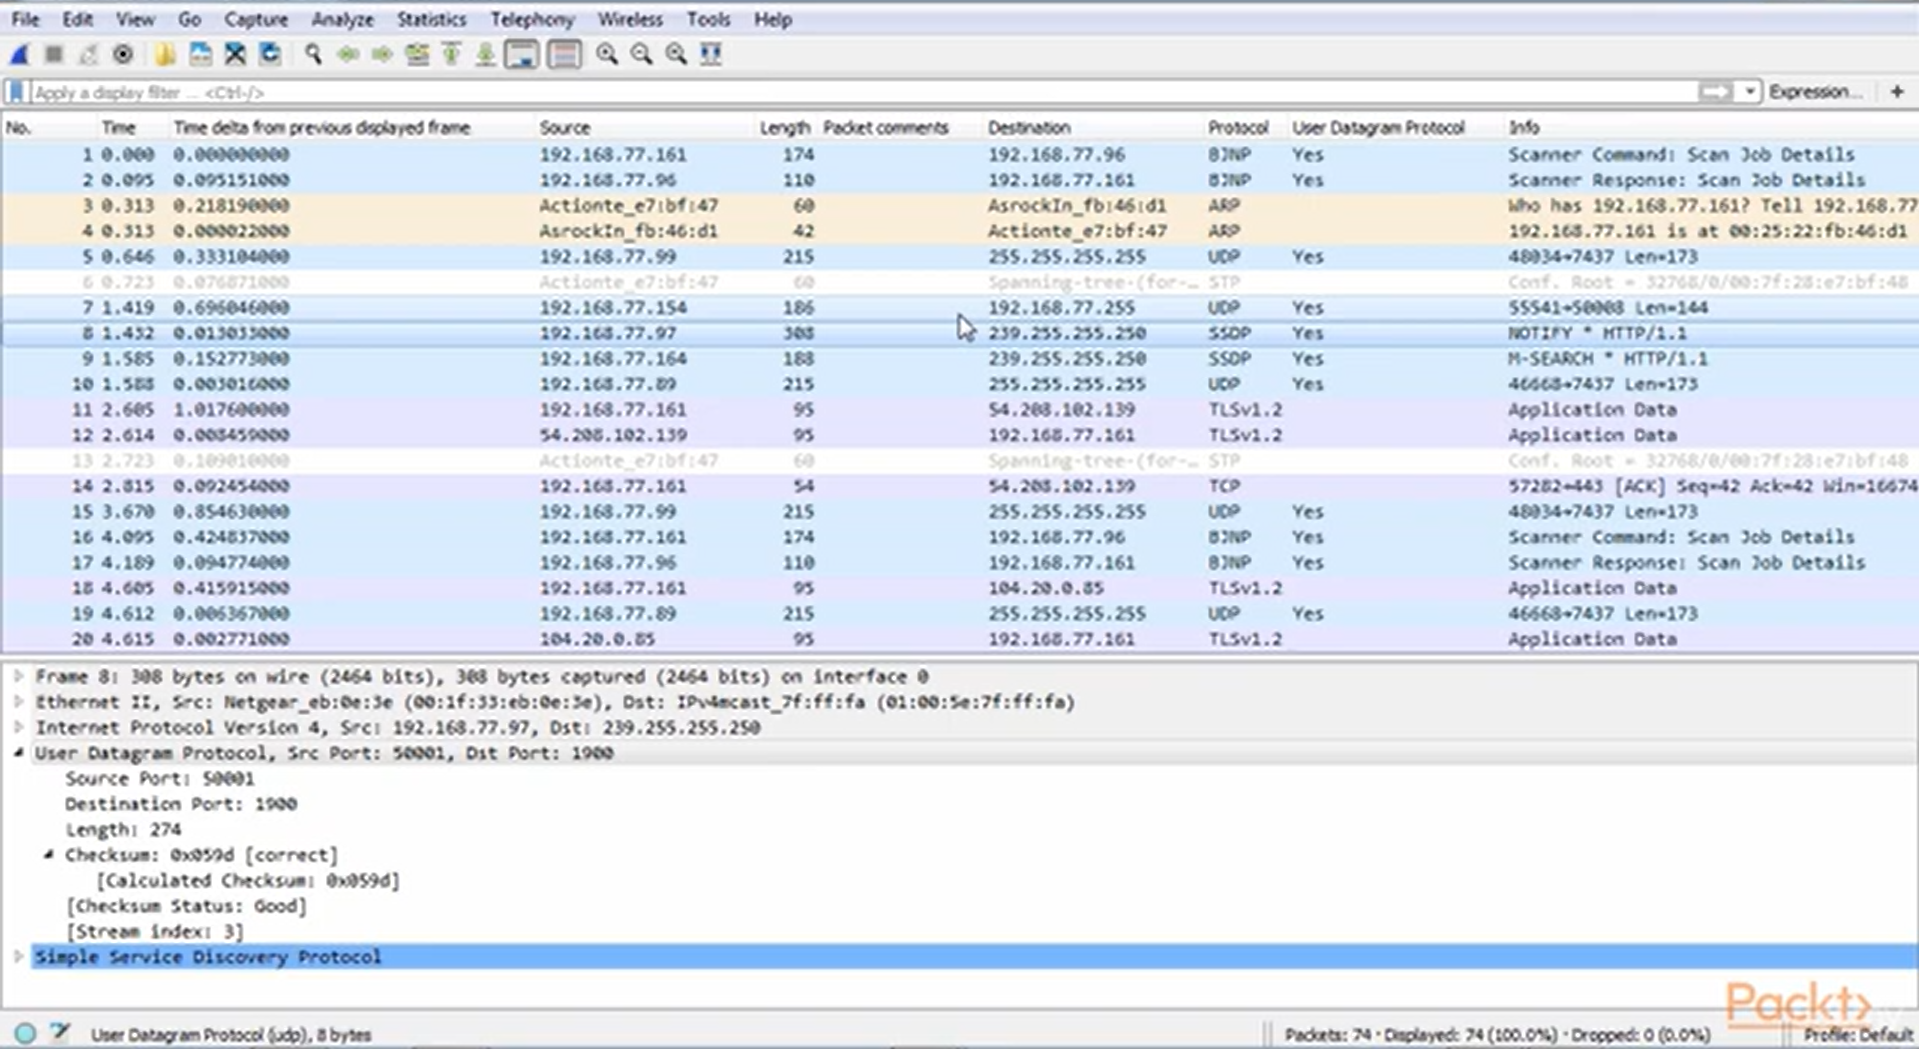 File Edit View Go Capture Analyze Statistics Telephony Wireless Tools Help
Apply a display filter ... <Ctrl-/> Expression... +
No. Time Time delta from previous displayed frame Source Length Packet comments Destination Protocol User Datagram Protocol Info
1 0.000 0.000000000 192.168.77.161 174 192.168.77.96 BJNP Yes Scanner Command: Scan Job Details
2 0.095 0.095151000 192.168.77.96 110 192.168.77.161 BJNP Yes Scanner Response: Scan Job Details
3 0.313 0.218190000 Actionte_e7:bf:47 60 AsrockIn_fb:46:d1 ARP Who has 192.168.77.161? Tell 192.168.77
4 0.313 0.000022000 AsrockIn_fb:46:d1 42 Actionte_e7:bf:47 ARP 192.168.77.161 is at 00:25:22:fb:46:d1
5 0.646 0.333104000 192.168.77.99 215 255.255.255.255 UDP Yes 48034→7437 Len=173
6 0.723 0.076871000 Actionte_e7:bf:47 60 Spanning-tree-(for-… STP Conf. Root = 32768/0/00:7f:28:e7:bf:48
7 1.419 0.696046000 192.168.77.154 186 192.168.77.255 UDP Yes 55541→50008 Len=144
8 1.432 0.013033000 192.168.77.97 308 239.255.255.250 SSDP Yes NOTIFY * HTTP/1.1
9 1.585 0.152773000 192.168.77.164 188 239.255.255.250 SSDP Yes M-SEARCH * HTTP/1.1
10 1.588 0.003016000 192.168.77.89 215 255.255.255.255 UDP Yes 46668→7437 Len=173
11 2.605 1.017600000 192.168.77.161 95 54.208.102.139 TLSv1.2 Application Data
12 2.614 0.008459000 54.208.102.139 95 192.168.77.161 TLSv1.2 Application Data
13 2.723 0.109010000 Actionte_e7:bf:47 60 Spanning-tree-(for-… STP Conf. Root = 32768/0/00:7f:28:e7:bf:48
14 2.815 0.092454000 192.168.77.161 54 54.208.102.139 TCP 57282→443 [ACK] Seq=42 Ack=42 Win=16674
15 3.670 0.854630000 192.168.77.99 215 255.255.255.255 UDP Yes 48034→7437 Len=173
16 4.095 0.424837000 192.168.77.161 174 192.168.77.96 BJNP Yes Scanner Command: Scan Job Details
17 4.189 0.094774000 192.168.77.96 110 192.168.77.161 BJNP Yes Scanner Response: Scan Job Details
18 4.605 0.415915000 192.168.77.161 95 104.20.0.85 TLSv1.2 Application Data
19 4.612 0.006367000 192.168.77.89 215 255.255.255.255 UDP Yes 46668→7437 Len=173
20 4.615 0.002771000 104.20.0.85 95 192.168.77.161 TLSv1.2 Application Data
Frame 8: 308 bytes on wire (2464 bits), 308 bytes captured (2464 bits) on interface 0
Ethernet II, Src: Netgear_eb:0e:3e (00:1f:33:eb:0e:3e), Dst: IPv4mcast_7f:ff:fa (01:00:5e:7f:ff:fa)
Internet Protocol Version 4, Src: 192.168.77.97, Dst: 239.255.255.250
User Datagram Protocol, Src Port: 50001, Dst Port: 1900
Source Port: 50001
Destination Port: 1900
Length: 274
Checksum: 0x059d [correct]
[Calculated Checksum: 0x059d]
[Checksum Status: Good]
[Stream index: 3]
Simple Service Discovery Protocol
Packt>
User Datagram Protocol (udp), 8 bytes Packets: 74 · Displayed: 74 (100.0%) · Dropped: 0 (0.0%) Profile: Default